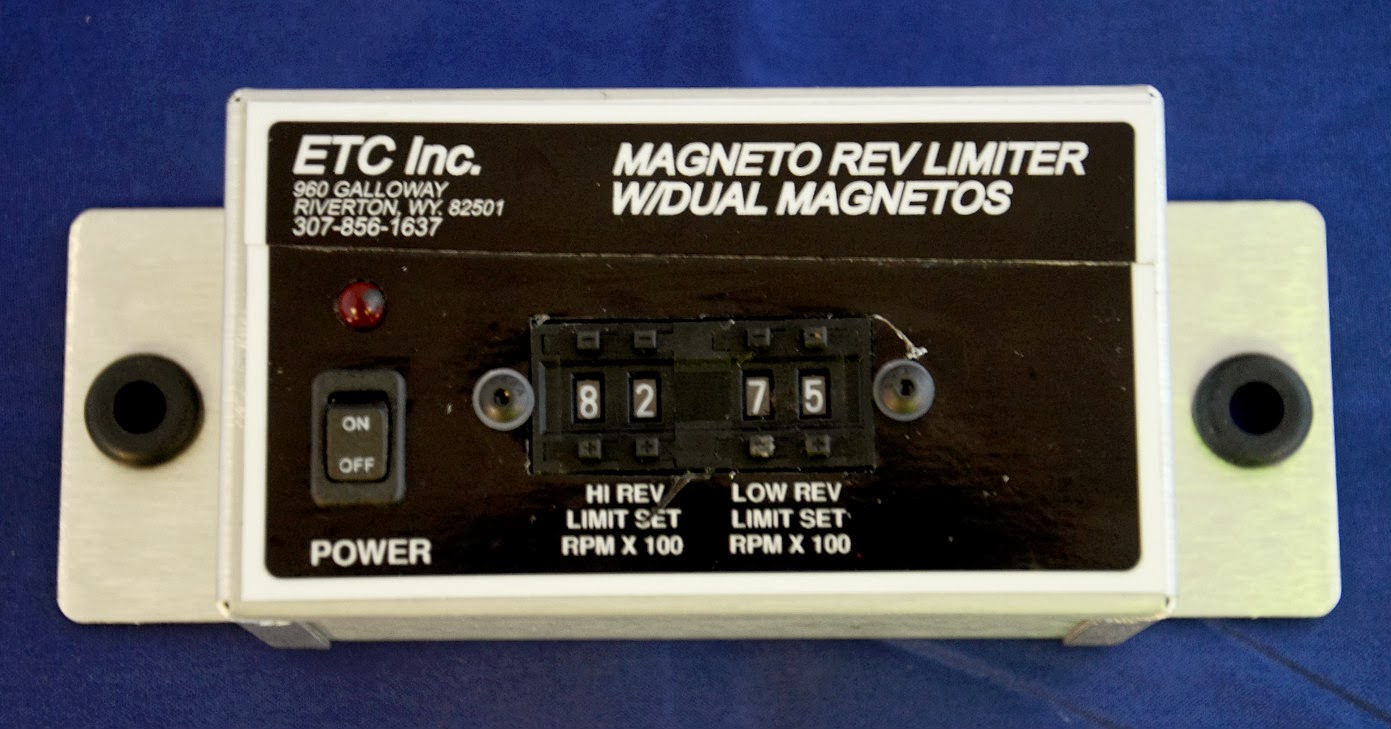 ETC Inc.
960 GALLOWAY
RIVERTON, WY. 82501
307-856-1637
MAGNETO REV LIMITER
W/DUAL MAGNETOS
- - - -
8 2 7 5
+ + + +
ON
OFF
POWER
HI REV
LIMIT SET
RPM X 100
LOW REV
LIMIT SET
RPM X 100